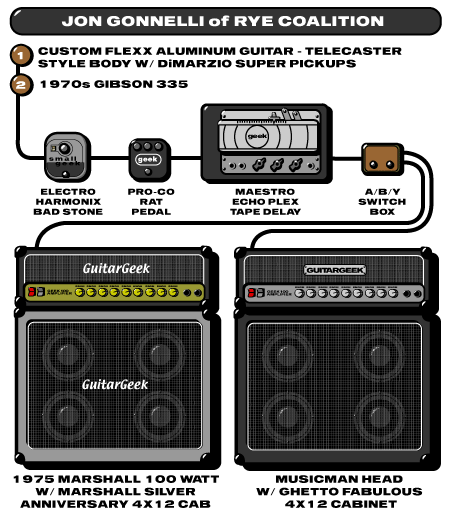 JON GONNELLI of RYE COALITION
1 CUSTOM FLEXX ALUMINUM GUITAR - TELECASTER
STYLE BODY W/ DiMARZIO SUPER PICKUPS
2 1970s GIBSON 335
small
geek
geek
geek
ELECTRO
HARMONIX
BAD STONE
PRO-CO
RAT
PEDAL
MAESTRO
ECHO PLEX
TAPE DELAY
A/B/Y
SWITCH
BOX
GuitarGeek
GUITARGEEK
GuitarGeek
1975 MARSHALL 100 WATT
W/ MARSHALL SILVER
ANNIVERSARY 4X12 CAB
MUSICMAN HEAD
W/ GHETTO FABULOUS
4X12 CABINET